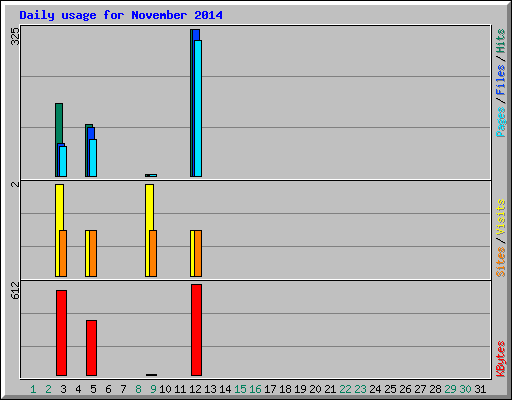 Daily usage for November 2014
325
Pages / Files / Hits
2
Sites / Visits
612
KBytes
1 2 3 4 5 6 7 8 9 10 11 12 13 14 15 16 17 18 19 20 21 22 23 24 25 26 27 28 29 30 31